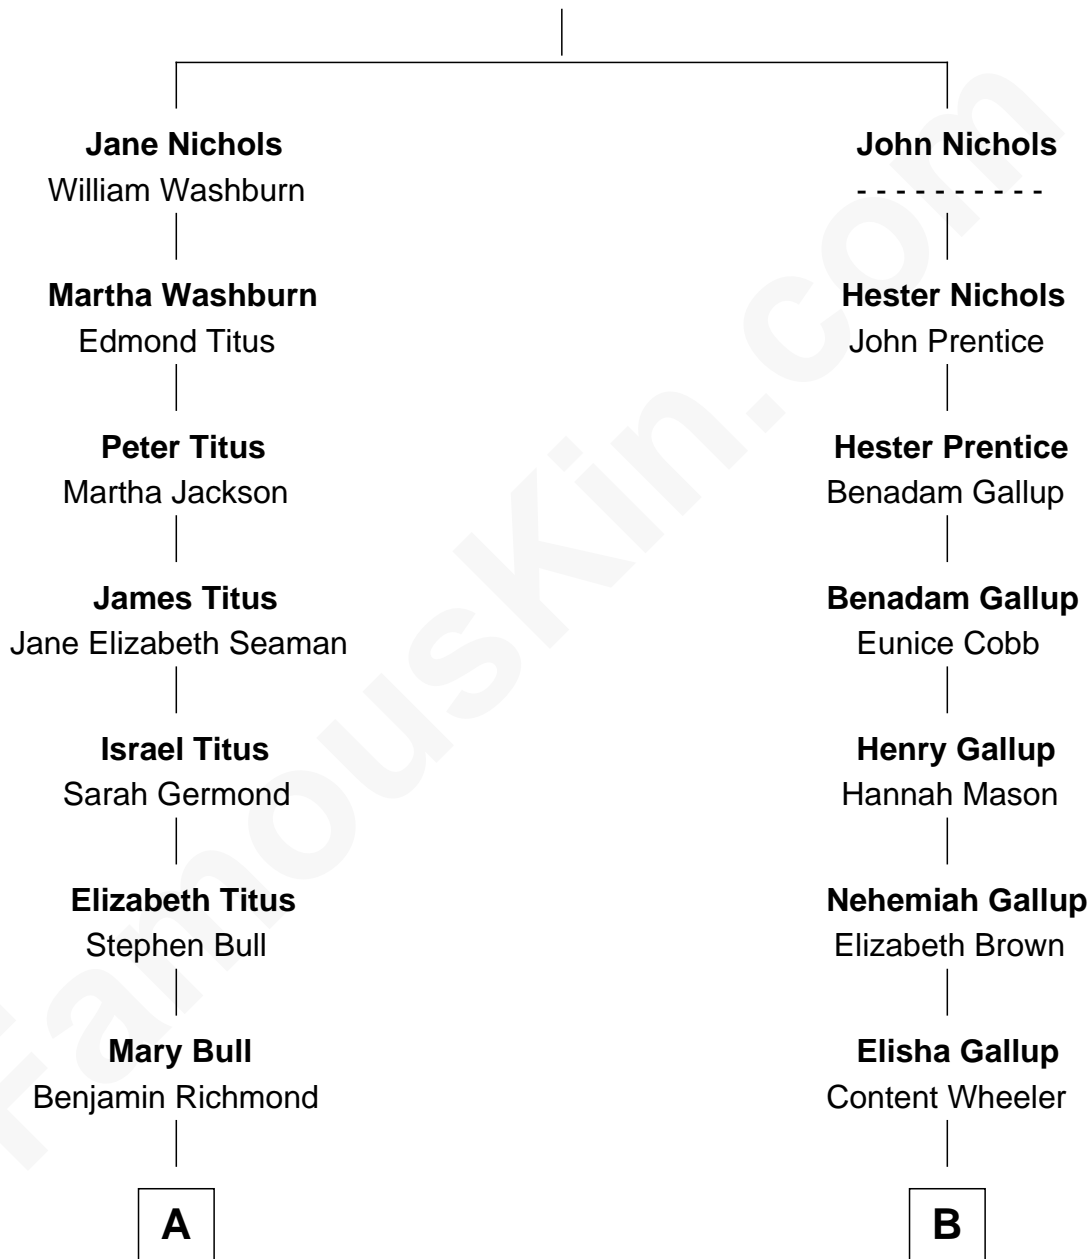 Jane Nichols
William Washburn
Martha Washburn
Edmond Titus
Peter Titus
Martha Jackson
James Titus
Jane Elizabeth Seaman
Israel Titus
Sarah Germond
Elizabeth Titus
Stephen Bull
Mary Bull
Benjamin Richmond
A
John Nichols
- - - - - - - - - -
Hester Nichols
John Prentice
Hester Prentice
Benadam Gallup
Benadam Gallup
Eunice Cobb
Henry Gallup
Hannah Mason
Nehemiah Gallup
Elizabeth Brown
Elisha Gallup
Content Wheeler
B
FamousKin.com